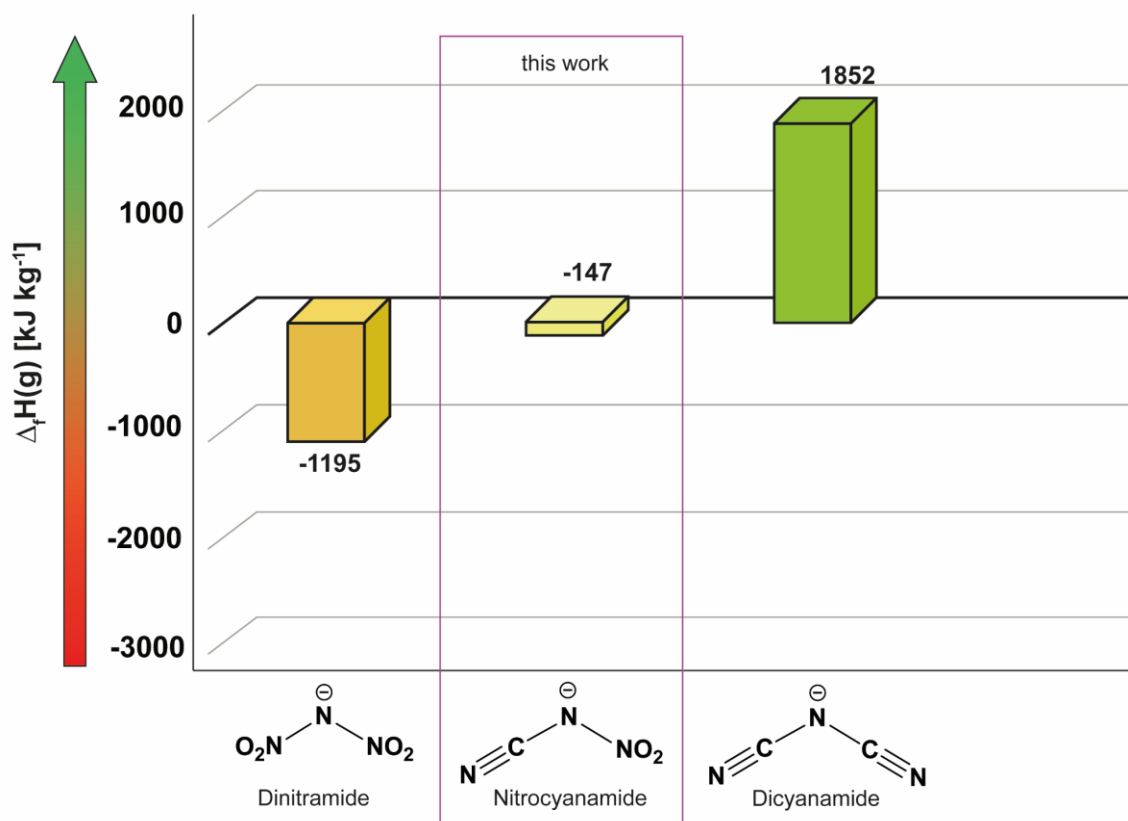 this work
1852
2000
1000
-147
0
-1000
-1195
-2000
-3000
ΔfH(g) [kJ kg⁻¹]
⊖
N
O₂N
NO₂
Dinitramide
⊖
N
C
N
NO₂
Nitrocyanamide
⊖
N
C
C
N
N
Dicyanamide